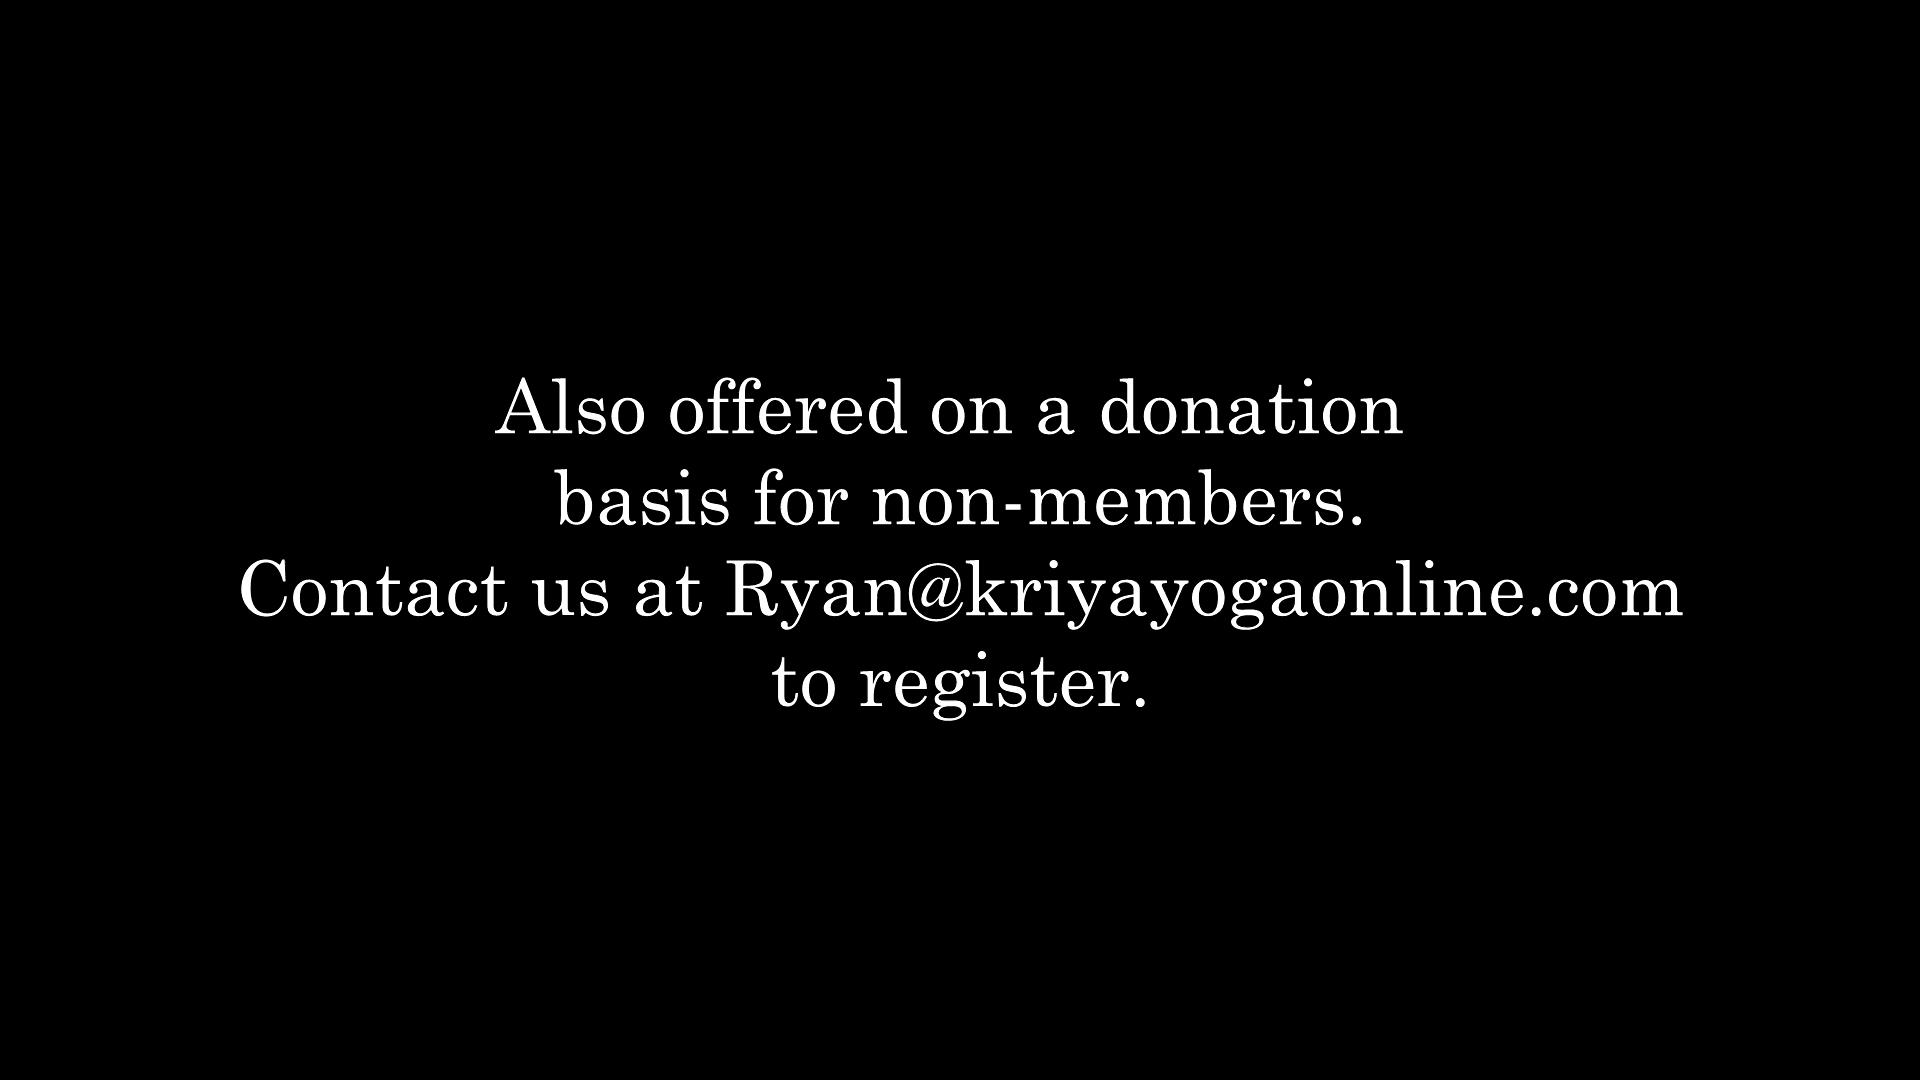 Also offered on a donation
basis for non-members.
Contact us at Ryan@kriyayogaonline.com
to register.